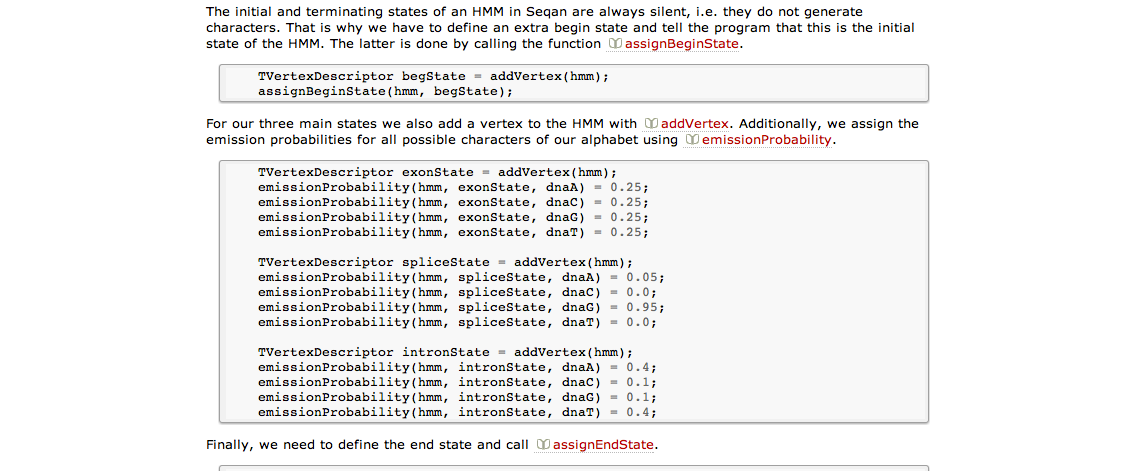 The initial and terminating states of an HMM in Seqan are always silent, i.e. they do not generate
characters. That is why we have to define an extra begin state and tell the program that this is the initial
state of the HMM. The latter is done by calling the function assignBeginState.
TVertexDescriptor begState = addVertex(hmm);
assignBeginState(hmm, begState);
For our three main states we also add a vertex to the HMM with addVertex. Additionally, we assign the
emission probabilities for all possible characters of our alphabet using emissionProbability.
TVertexDescriptor exonState = addVertex(hmm);
emissionProbability(hmm, exonState, dnaA) = 0.25;
emissionProbability(hmm, exonState, dnaC) = 0.25;
emissionProbability(hmm, exonState, dnaG) = 0.25;
emissionProbability(hmm, exonState, dnaT) = 0.25;
TVertexDescriptor spliceState = addVertex(hmm);
emissionProbability(hmm, spliceState, dnaA) = 0.05;
emissionProbability(hmm, spliceState, dnaC) = 0.0;
emissionProbability(hmm, spliceState, dnaG) = 0.95;
emissionProbability(hmm, spliceState, dnaT) = 0.0;
TVertexDescriptor intronState = addVertex(hmm);
emissionProbability(hmm, intronState, dnaA) = 0.4;
emissionProbability(hmm, intronState, dnaC) = 0.1;
emissionProbability(hmm, intronState, dnaG) = 0.1;
emissionProbability(hmm, intronState, dnaT) = 0.4;
Finally, we need to define the end state and call assignEndState.